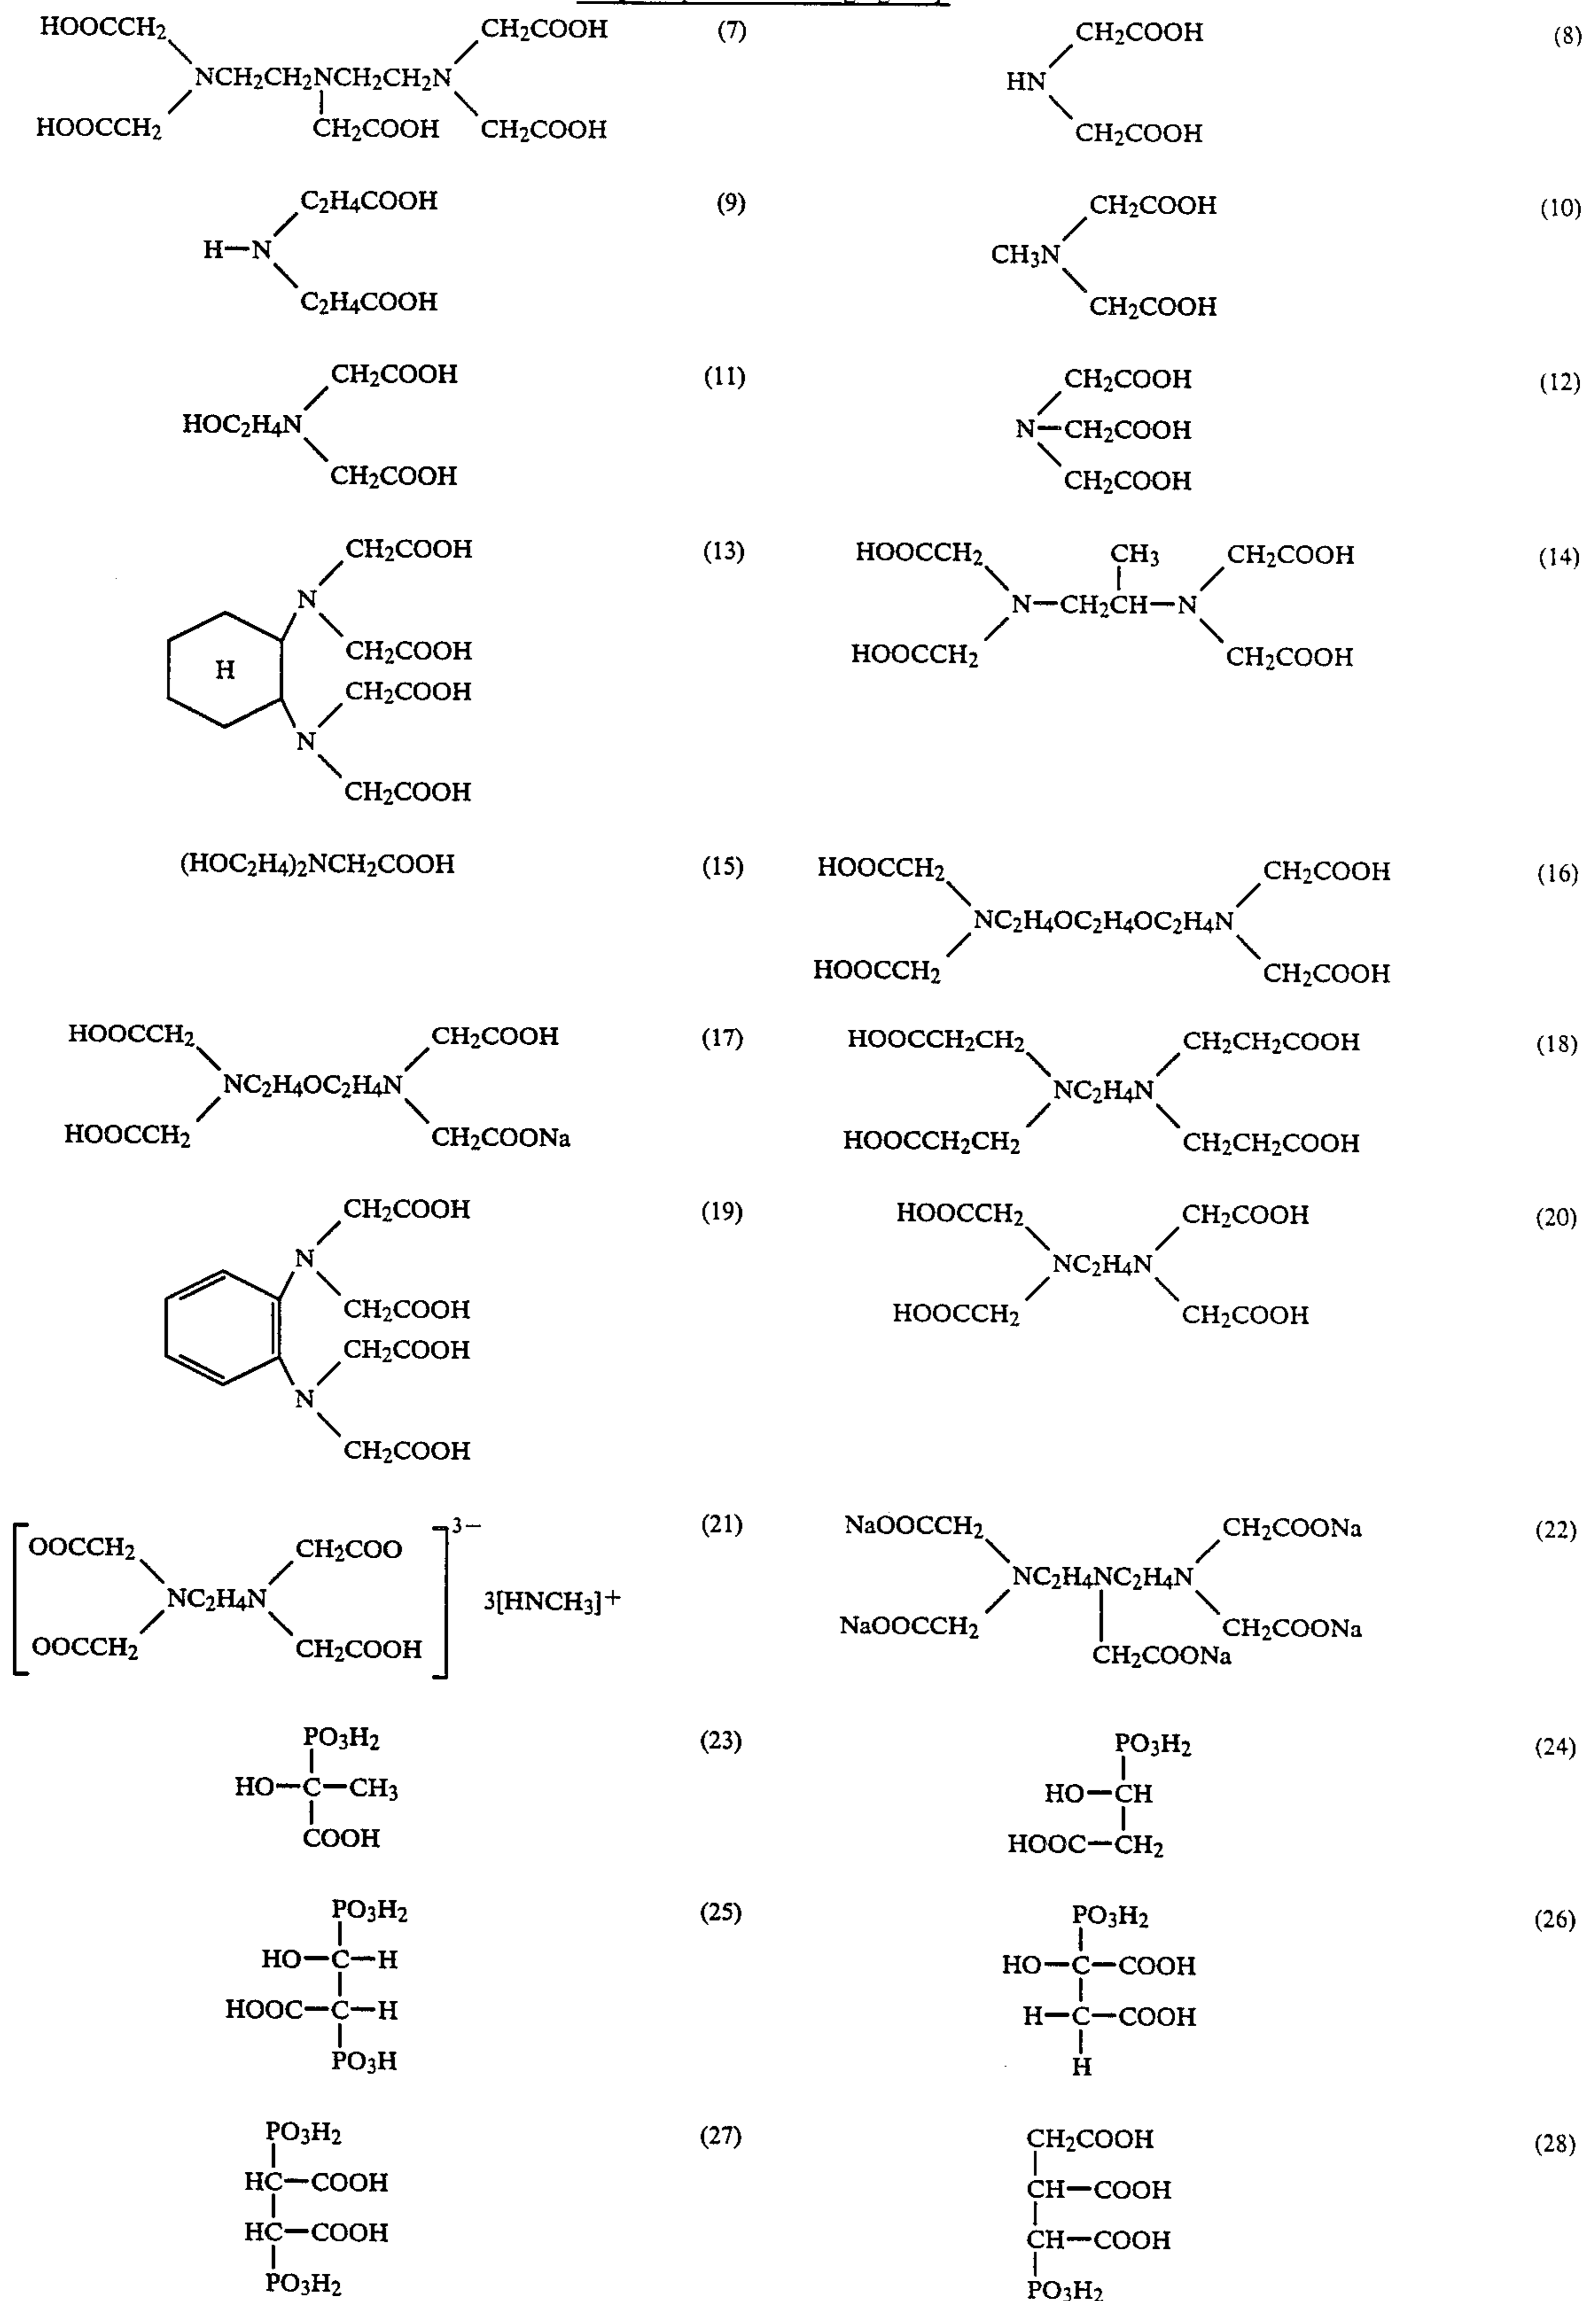 HOOCCH2 CH2COOH (7)
NCH2CH2NCH2CH2N
HOOCCH2 CH2COOH CH2COOH
CH2COOH (8)
HN
CH2COOH
C2H4COOH (9)
H—N
C2H4COOH
CH2COOH (10)
CH3N
CH2COOH
CH2COOH (11)
HOC2H4N
CH2COOH
CH2COOH (12)
N—CH2COOH
CH2COOH
CH2COOH (13)
N
CH2COOH
H
CH2COOH
N
CH2COOH
HOOCCH2 CH3 CH2COOH (14)
N—CH2CH—N
HOOCCH2 CH2COOH
(HOC2H4)2NCH2COOH (15)
HOOCCH2 CH2COOH (16)
NC2H4OC2H4OC2H4N
HOOCCH2 CH2COOH
HOOCCH2 CH2COOH (17)
NC2H4OC2H4N
HOOCCH2 CH2COONa
HOOCCH2CH2 CH2CH2COOH (18)
NC2H4N
HOOCCH2CH2 CH2CH2COOH
CH2COOH (19)
N
CH2COOH
CH2COOH
N
CH2COOH
HOOCCH2 CH2COOH (20)
NC2H4N
HOOCCH2 CH2COOH
[OOCCH2 CH2COO ]3− (21)
NC2H4N 3[HNCH3]+
OOCCH2 CH2COOH
NaOOCCH2 CH2COONa (22)
NC2H4NC2H4N
NaOOCCH2 CH2COONa
CH2COONa
PO3H2 (23)
HO—C—CH3
COOH
PO3H2 (24)
HO—CH
HOOC—CH2
PO3H2 (25)
HO—C—H
HOOC—C—H
PO3H
PO3H2 (26)
HO—C—COOH
H—C—COOH
H
PO3H2 (27)
HC—COOH
HC—COOH
PO3H2
CH2COOH (28)
CH—COOH
CH—COOH
PO3H2